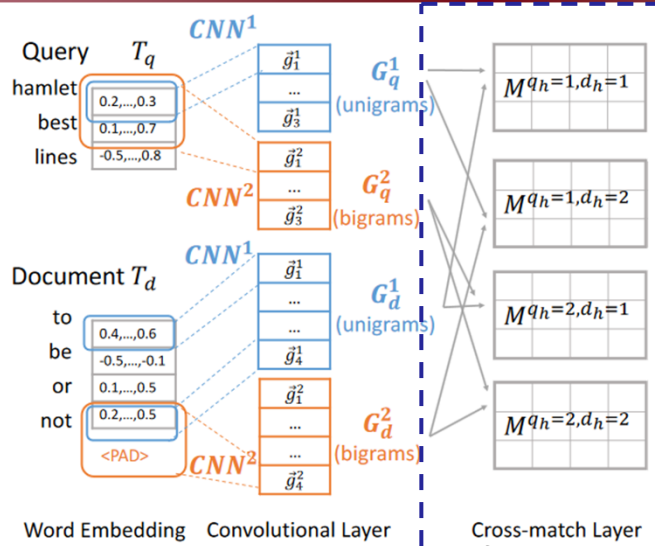 Query T_q
CNN^1
hamlet
0.2,...,0.3
best
0.1,...,0.7
lines
-0.5,...,0.8
g⃗_1^1
...
g⃗_3^1
G_q^1
(unigrams)
CNN^2
g⃗_1^2
...
g⃗_3^2
G_q^2
(bigrams)
Document T_d
CNN^1
to
0.4,...,0.6
be
-0.5,...,-0.1
or
0.1,...,0.5
not
0.2,...,0.5
<PAD>
g⃗_1^1
...
...
g⃗_4^1
G_d^1
(unigrams)
CNN^2
g⃗_1^2
...
...
g⃗_4^2
G_d^2
(bigrams)
M^{q_h=1,d_h=1}
M^{q_h=1,d_h=2}
M^{q_h=2,d_h=1}
M^{q_h=2,d_h=2}
Word Embedding Convolutional Layer Cross-match Layer